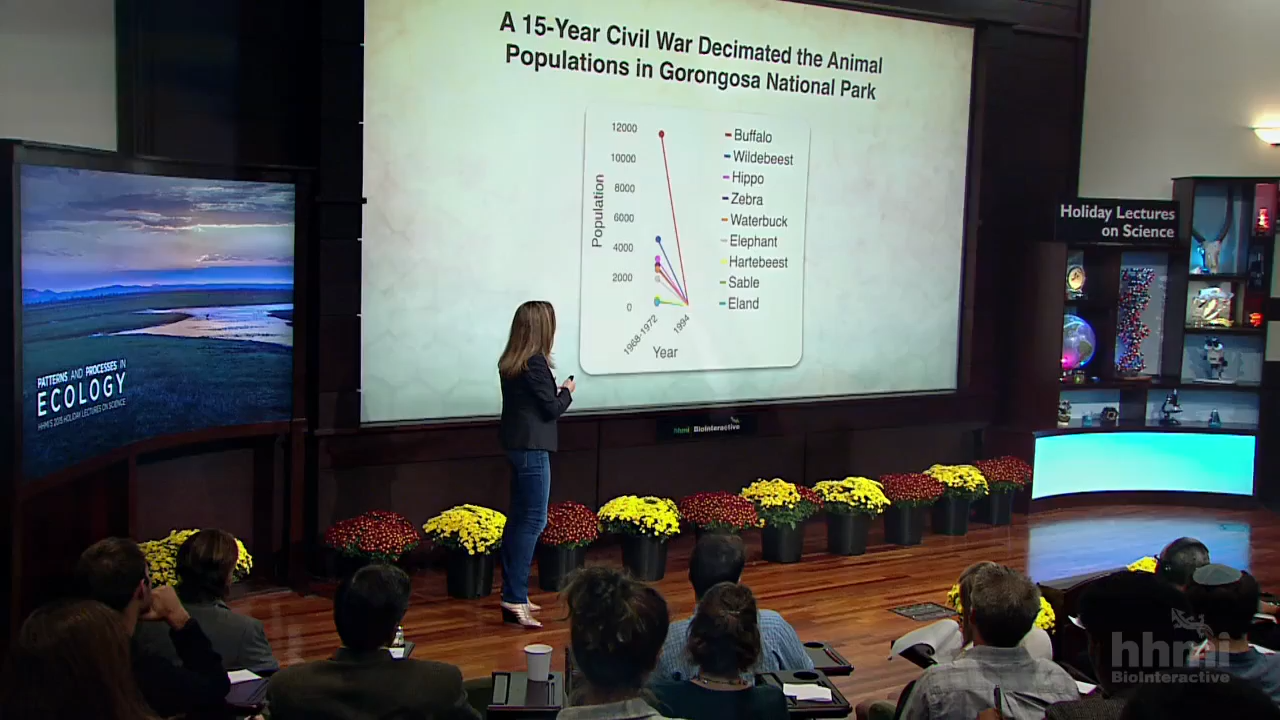 A 15-Year Civil War Decimated the Animal
Populations in Gorongosa National Park
12000
10000
8000
6000
4000
2000
0
Population
1968-1972
1994
Year
Buffalo
Wildebeest
Hippo
Zebra
Waterbuck
Elephant
Hartebeest
Sable
Eland
PATTERNS AND PROCESSES IN
ECOLOGY
HHMI'S 2015 HOLIDAY LECTURES ON SCIENCE
Holiday Lectures
on Science
hhmi BioInteractive
hhmi
BioInteractive